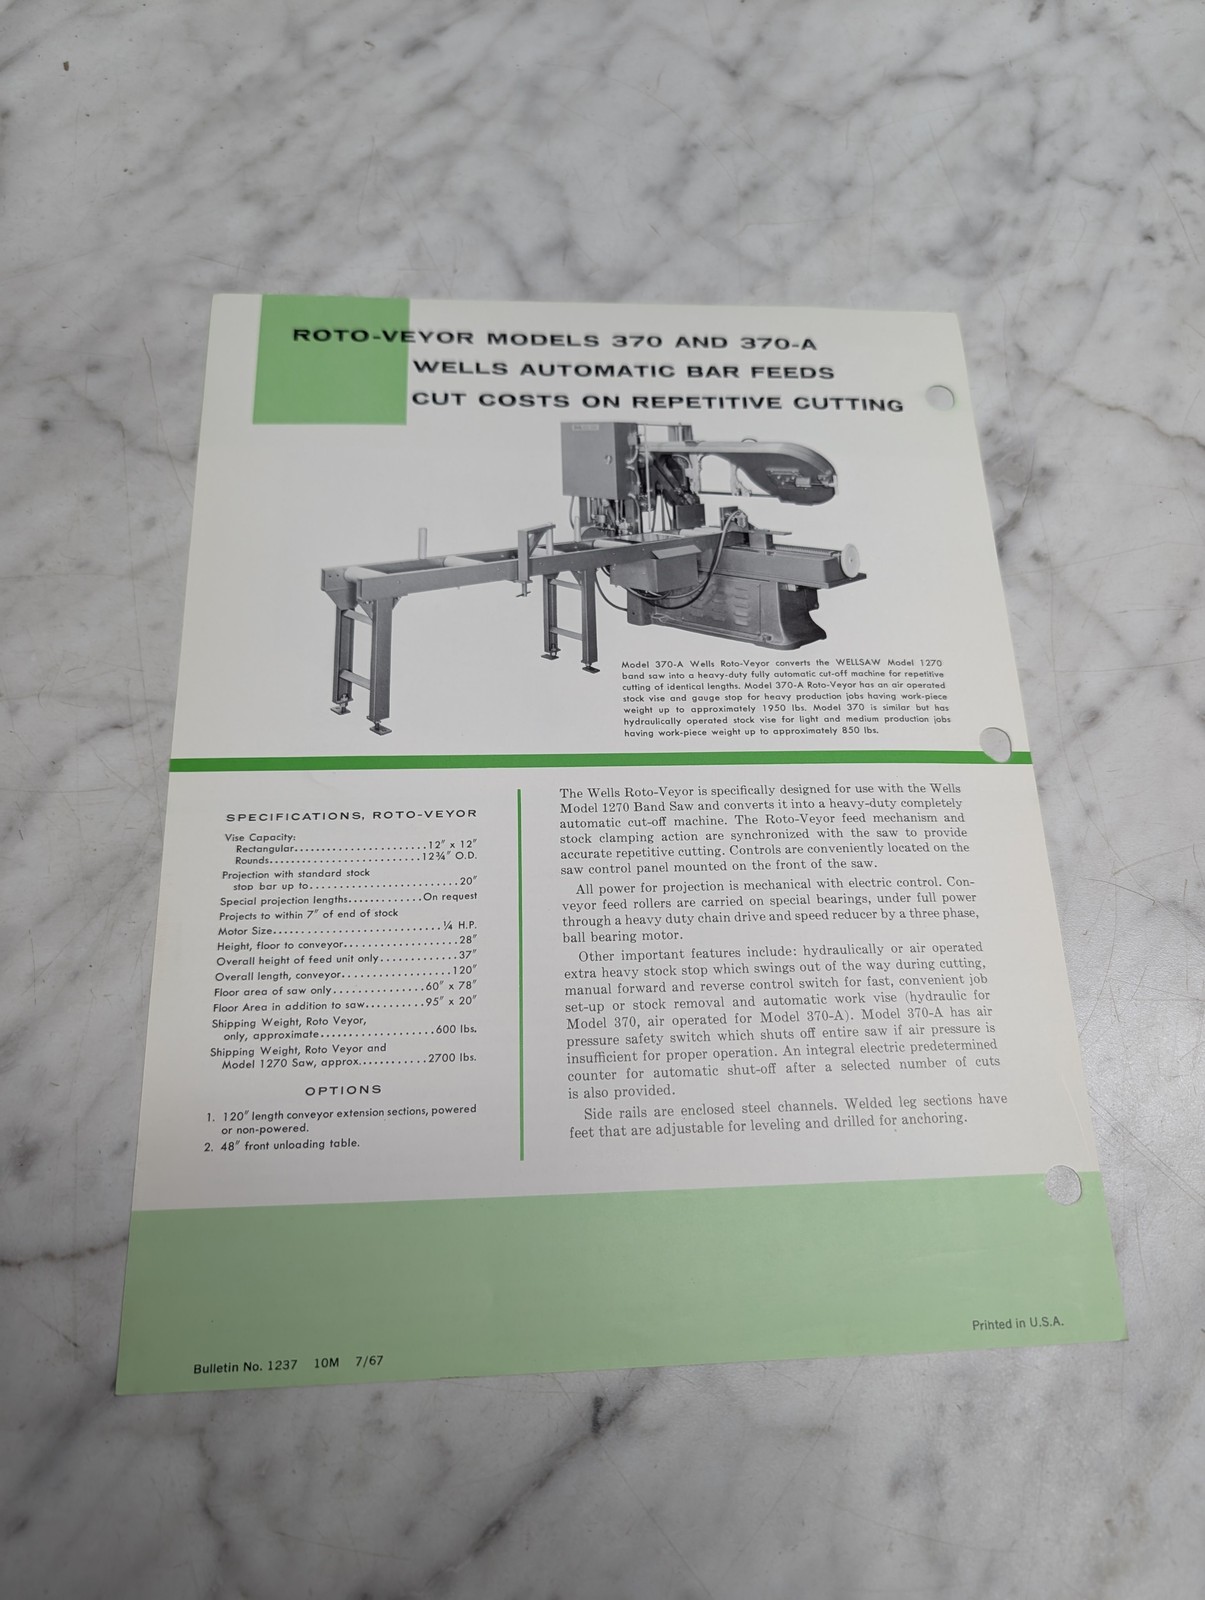 ROTO-VEYOR MODELS 370 AND 370-A
WELLS AUTOMATIC BAR FEEDS
CUT COSTS ON REPETITIVE CUTTING
Model 370-A Wells Roto-Veyor converts the WELLSAW Model 1270
band saw into a heavy-duty fully automatic cut-off machine for repetitive
cutting of identical lengths. Model 370-A Roto-Veyor has an air operated
stock vise and gauge stop for heavy production jobs having work-piece
weight up to approximately 1950 lbs. Model 370 is similar but has
hydraulically operated stock vise for light and medium production jobs
having work-piece weight up to approximately 850 lbs.
SPECIFICATIONS, ROTO-VEYOR
Vise Capacity:
Rectangular......................12" x 12"
Rounds.........................12¾" O.D.
Projection with standard stock
stop bar up to.........................20"
Special projection lengths............On request
Projects to within 7" of end of stock
Motor Size............................¼ H.P.
Height, floor to conveyor...................28"
Overall height of feed unit only.............37"
Overall length, conveyor..................120"
Floor area of saw only...............60" x 78"
Floor Area in addition to saw..........95" x 20"
Shipping Weight, Roto Veyor,
only, approximate...................600 lbs.
Shipping Weight, Roto Veyor and
Model 1270 Saw, approx............2700 lbs.
OPTIONS
1. 120" length conveyor extension sections, powered
or non-powered.
2. 48" front unloading table.
The Wells Roto-Veyor is specifically designed for use with the Wells
Model 1270 Band Saw and converts it into a heavy-duty completely
automatic cut-off machine. The Roto-Veyor feed mechanism and
stock clamping action are synchronized with the saw to provide
accurate repetitive cutting. Controls are conveniently located on the
saw control panel mounted on the front of the saw.
All power for projection is mechanical with electric control. Con-
veyor feed rollers are carried on special bearings, under full power
through a heavy duty chain drive and speed reducer by a three phase,
ball bearing motor.
Other important features include: hydraulically or air operated
extra heavy stock stop which swings out of the way during cutting,
manual forward and reverse control switch for fast, convenient job
set-up or stock removal and automatic work vise (hydraulic for
Model 370, air operated for Model 370-A). Model 370-A has air
pressure safety switch which shuts off entire saw if air pressure is
insufficient for proper operation. An integral electric predetermined
counter for automatic shut-off after a selected number of cuts
is also provided.
Side rails are enclosed steel channels. Welded leg sections have
feet that are adjustable for leveling and drilled for anchoring.
Bulletin No. 1237 10M 7/67
Printed in U.S.A.